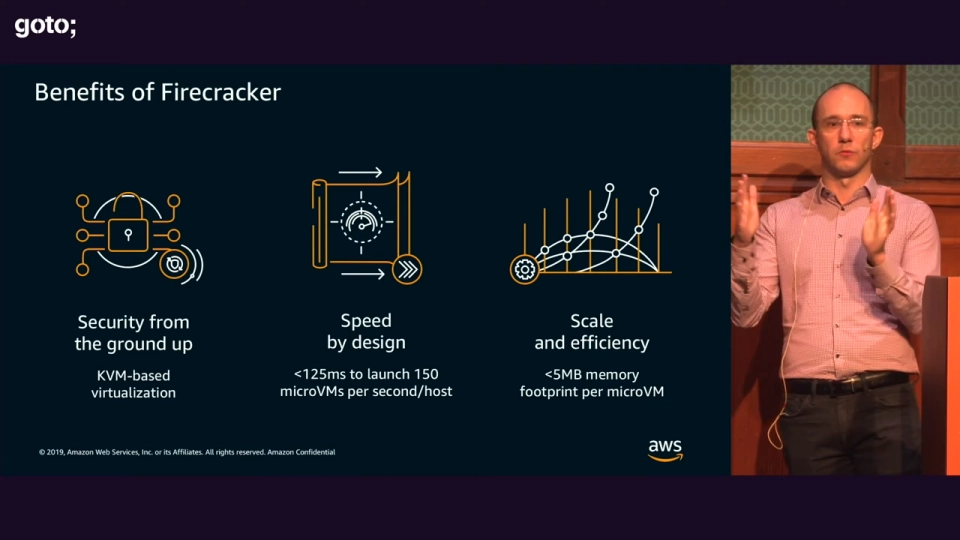 goto;
Benefits of Firecracker
Security from
the ground up
KVM-based
virtualization
Speed
by design
<125ms to launch 150
microVMs per second/host
Scale
and efficiency
<5MB memory
footprint per microVM
© 2019, Amazon Web Services, Inc. or its Affiliates. All rights reserved. Amazon Confidential
aws